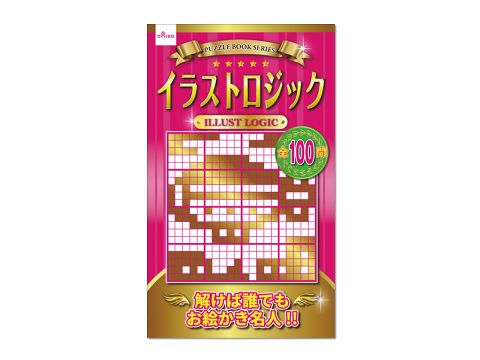 DAISO
PUZZLE BOOK SERIES
イラストロジック
ILLUST LOGIC
全100問
解けば誰でも
お絵かき名人!!